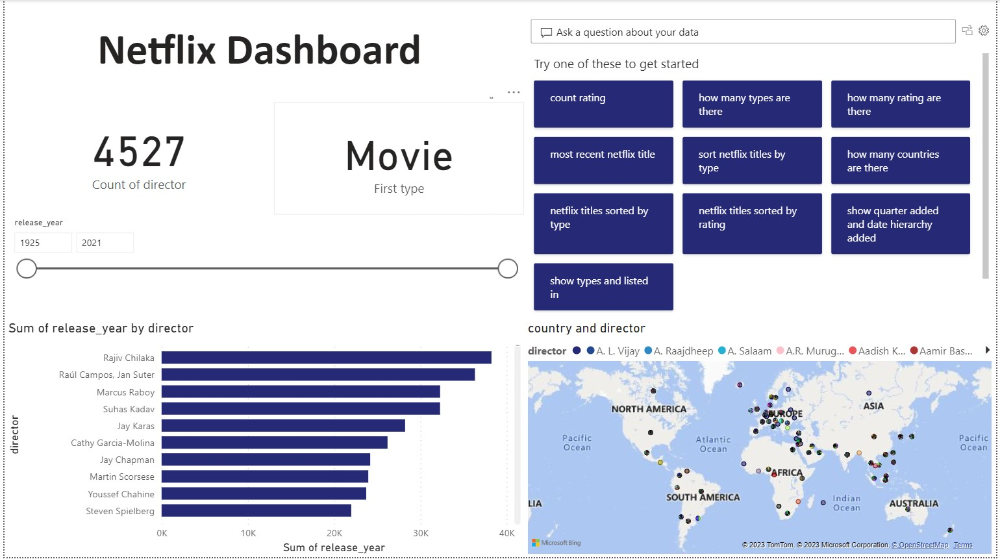 Netflix Dashboard
Ask a question about your data
Try one of these to get started
count rating
how many types are
there
how many rating are
there
most recent netflix title
sort netflix titles by
type
how many countries
are there
netflix titles sorted by
type
netflix titles sorted by
rating
show quarter added
and date hierarchy
added
show types and listed
in
4527
Count of director
Movie
First type
release_year
1925
2021
Sum of release_year by director
director
Rajiv Chilaka
Raúl Campos, Jan Suter
Marcus Raboy
Suhas Kadav
Jay Karas
Cathy Garcia-Molina
Jay Chapman
Martin Scorsese
Youssef Chahine
Steven Spielberg
0K 10K 20K 30K 40K
Sum of release_year
country and director
director A. L. Vijay A. Raajdheep A. Salaam A.R. Murug... Aadish K... Aamir Bas...
NORTH AMERICA
EUROPE
ASIA
Pacific
Ocean
Atlantic
Ocean
Pacific
Ocean
AFRICA
SOUTH AMERICA
Indian
Ocean
AUSTRALIA
LIA
Microsoft Bing
© 2023 TomTom, © 2023 Microsoft Corporation, © OpenStreetMap Terms